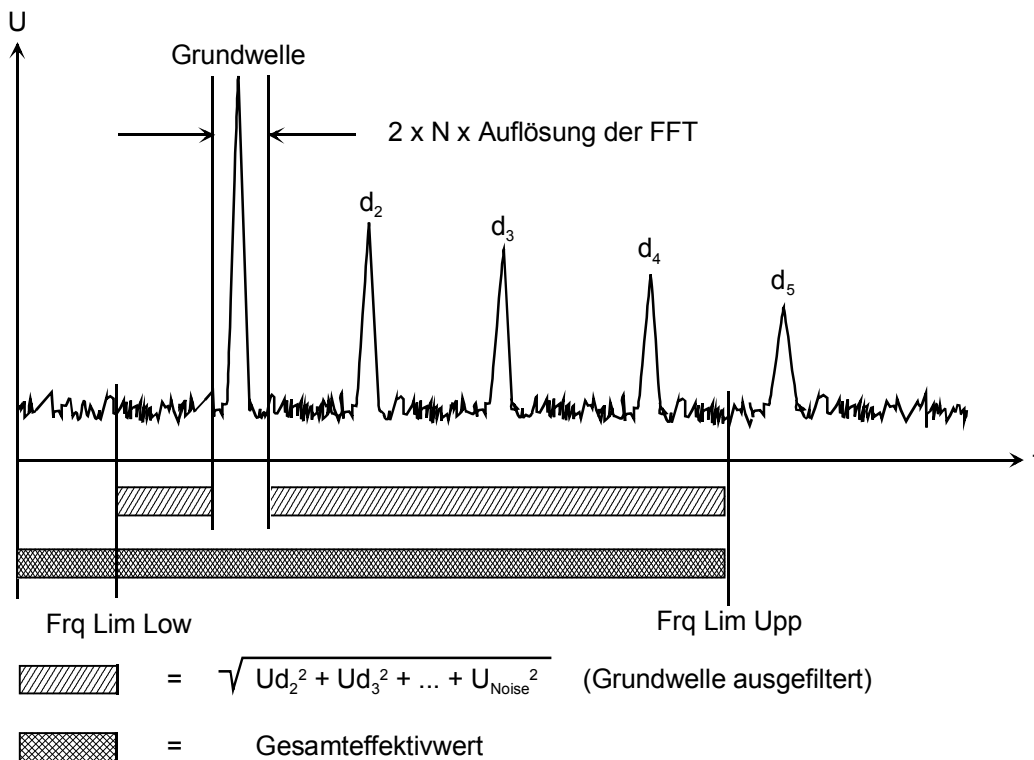 U
Grundwelle
2 x N x Auflösung der FFT
d₂
d₃
d₄
d₅
Frq Lim Low
Frq Lim Upp
= √Ud₂² + Ud₃² + ... + U_Noise² (Grundwelle ausgefiltert)
= Gesamteffektivwert